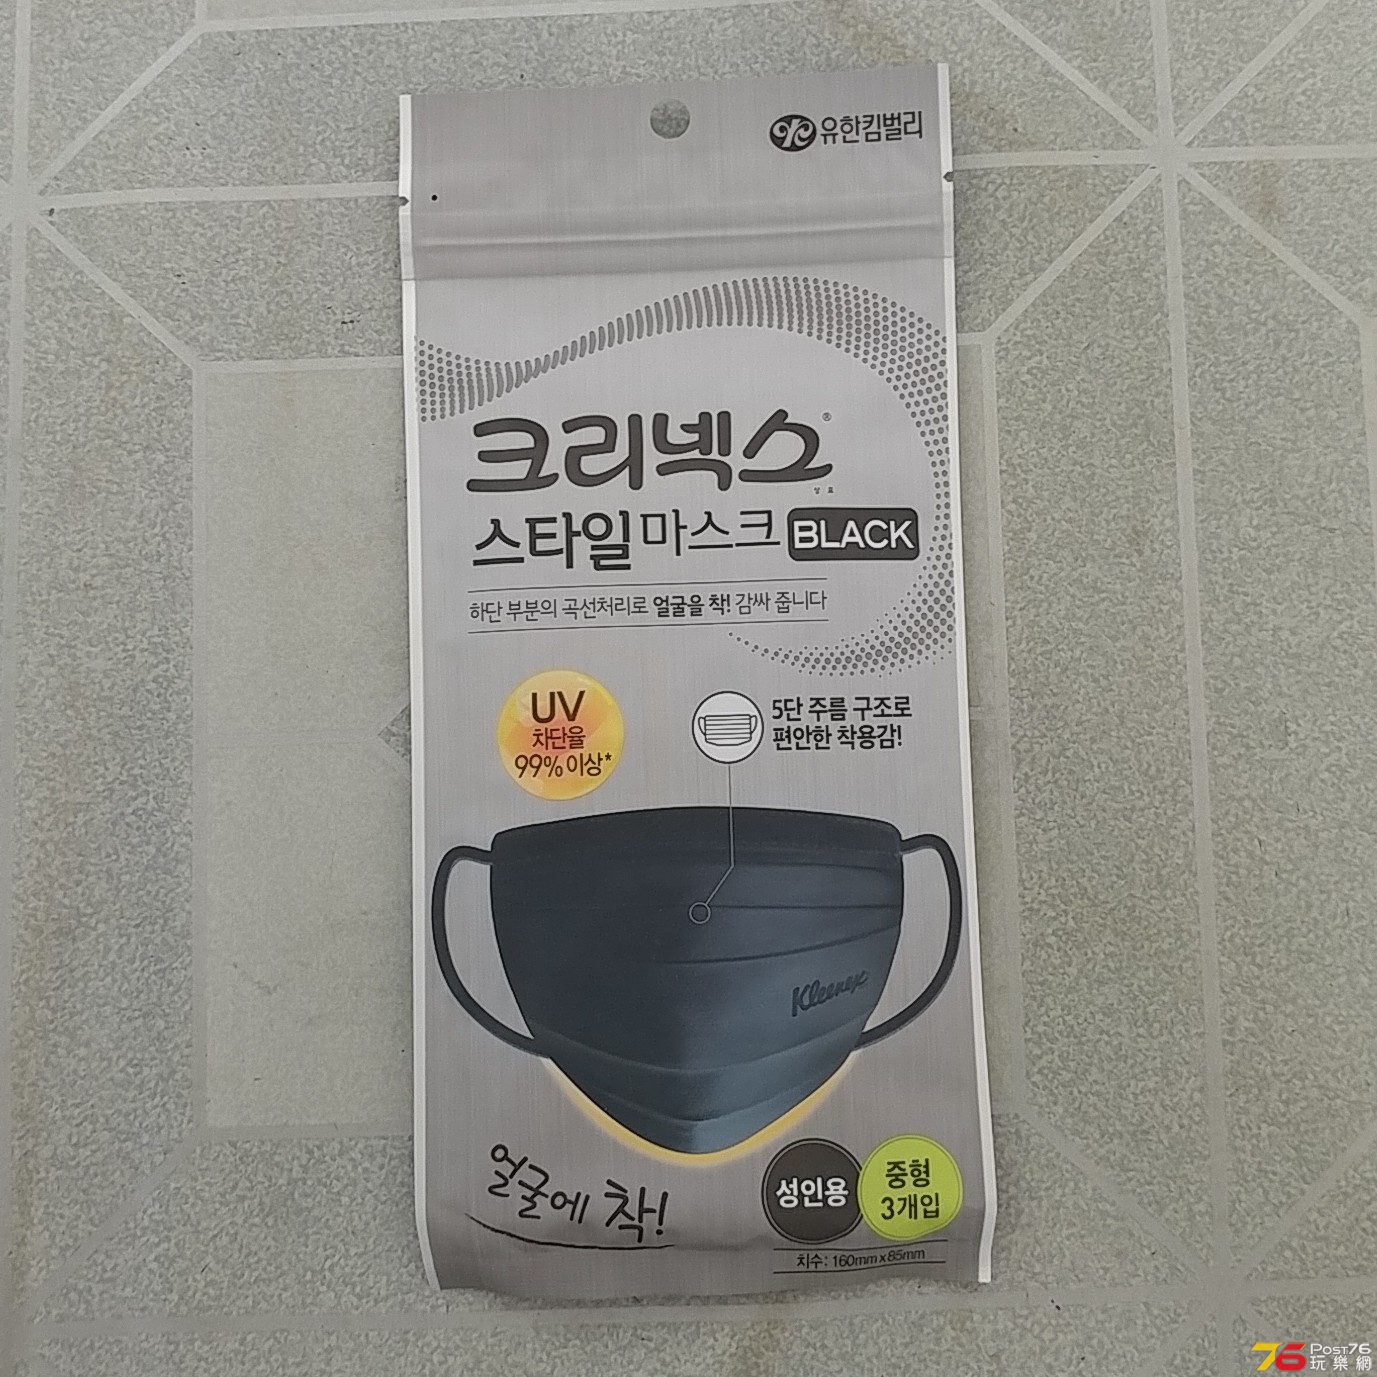 유한킴벌리
크리넥스®
상표
스타일마스크 BLACK
하단 부분의 곡선처리로 얼굴을 착! 감싸 줍니다
UV
차단율
99% 이상*
5단 주름 구조로
편안한 착용감!
Kleenex
얼굴에 착!
성인용
중형
3개입
치수: 160mm x 85mm
76 POST76
玩樂網